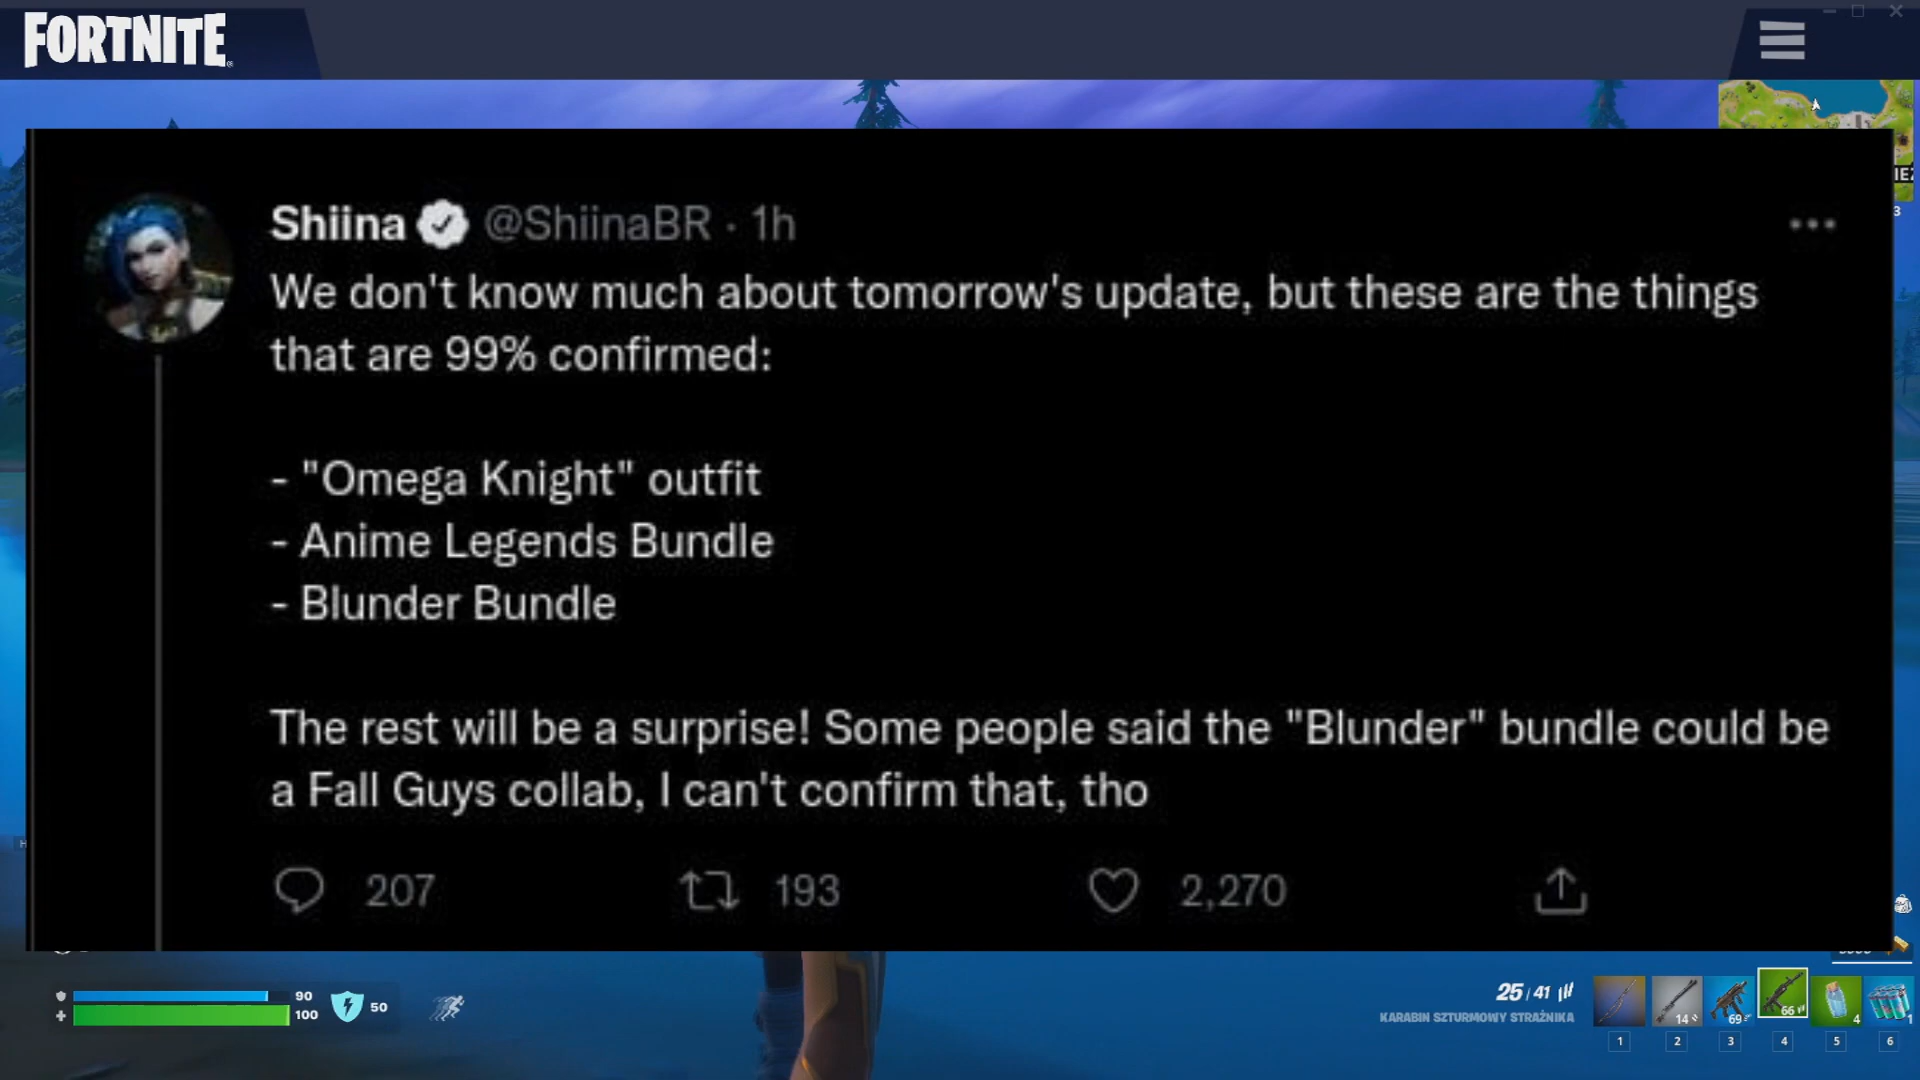 FORTNITE
Shiina @ShiinaBR · 1h
We don't know much about tomorrow's update, but these are the things
that are 99% confirmed:
- "Omega Knight" outfit
- Anime Legends Bundle
- Blunder Bundle
The rest will be a surprise! Some people said the "Blunder" bundle could be
a Fall Guys collab, I can't confirm that, tho
207 193 2,270
3
90
100
50
25 / 41
KARABIN SZTURMOWY STRAŻNIKA
14 69 66 4 1
1 2 3 4 5 6